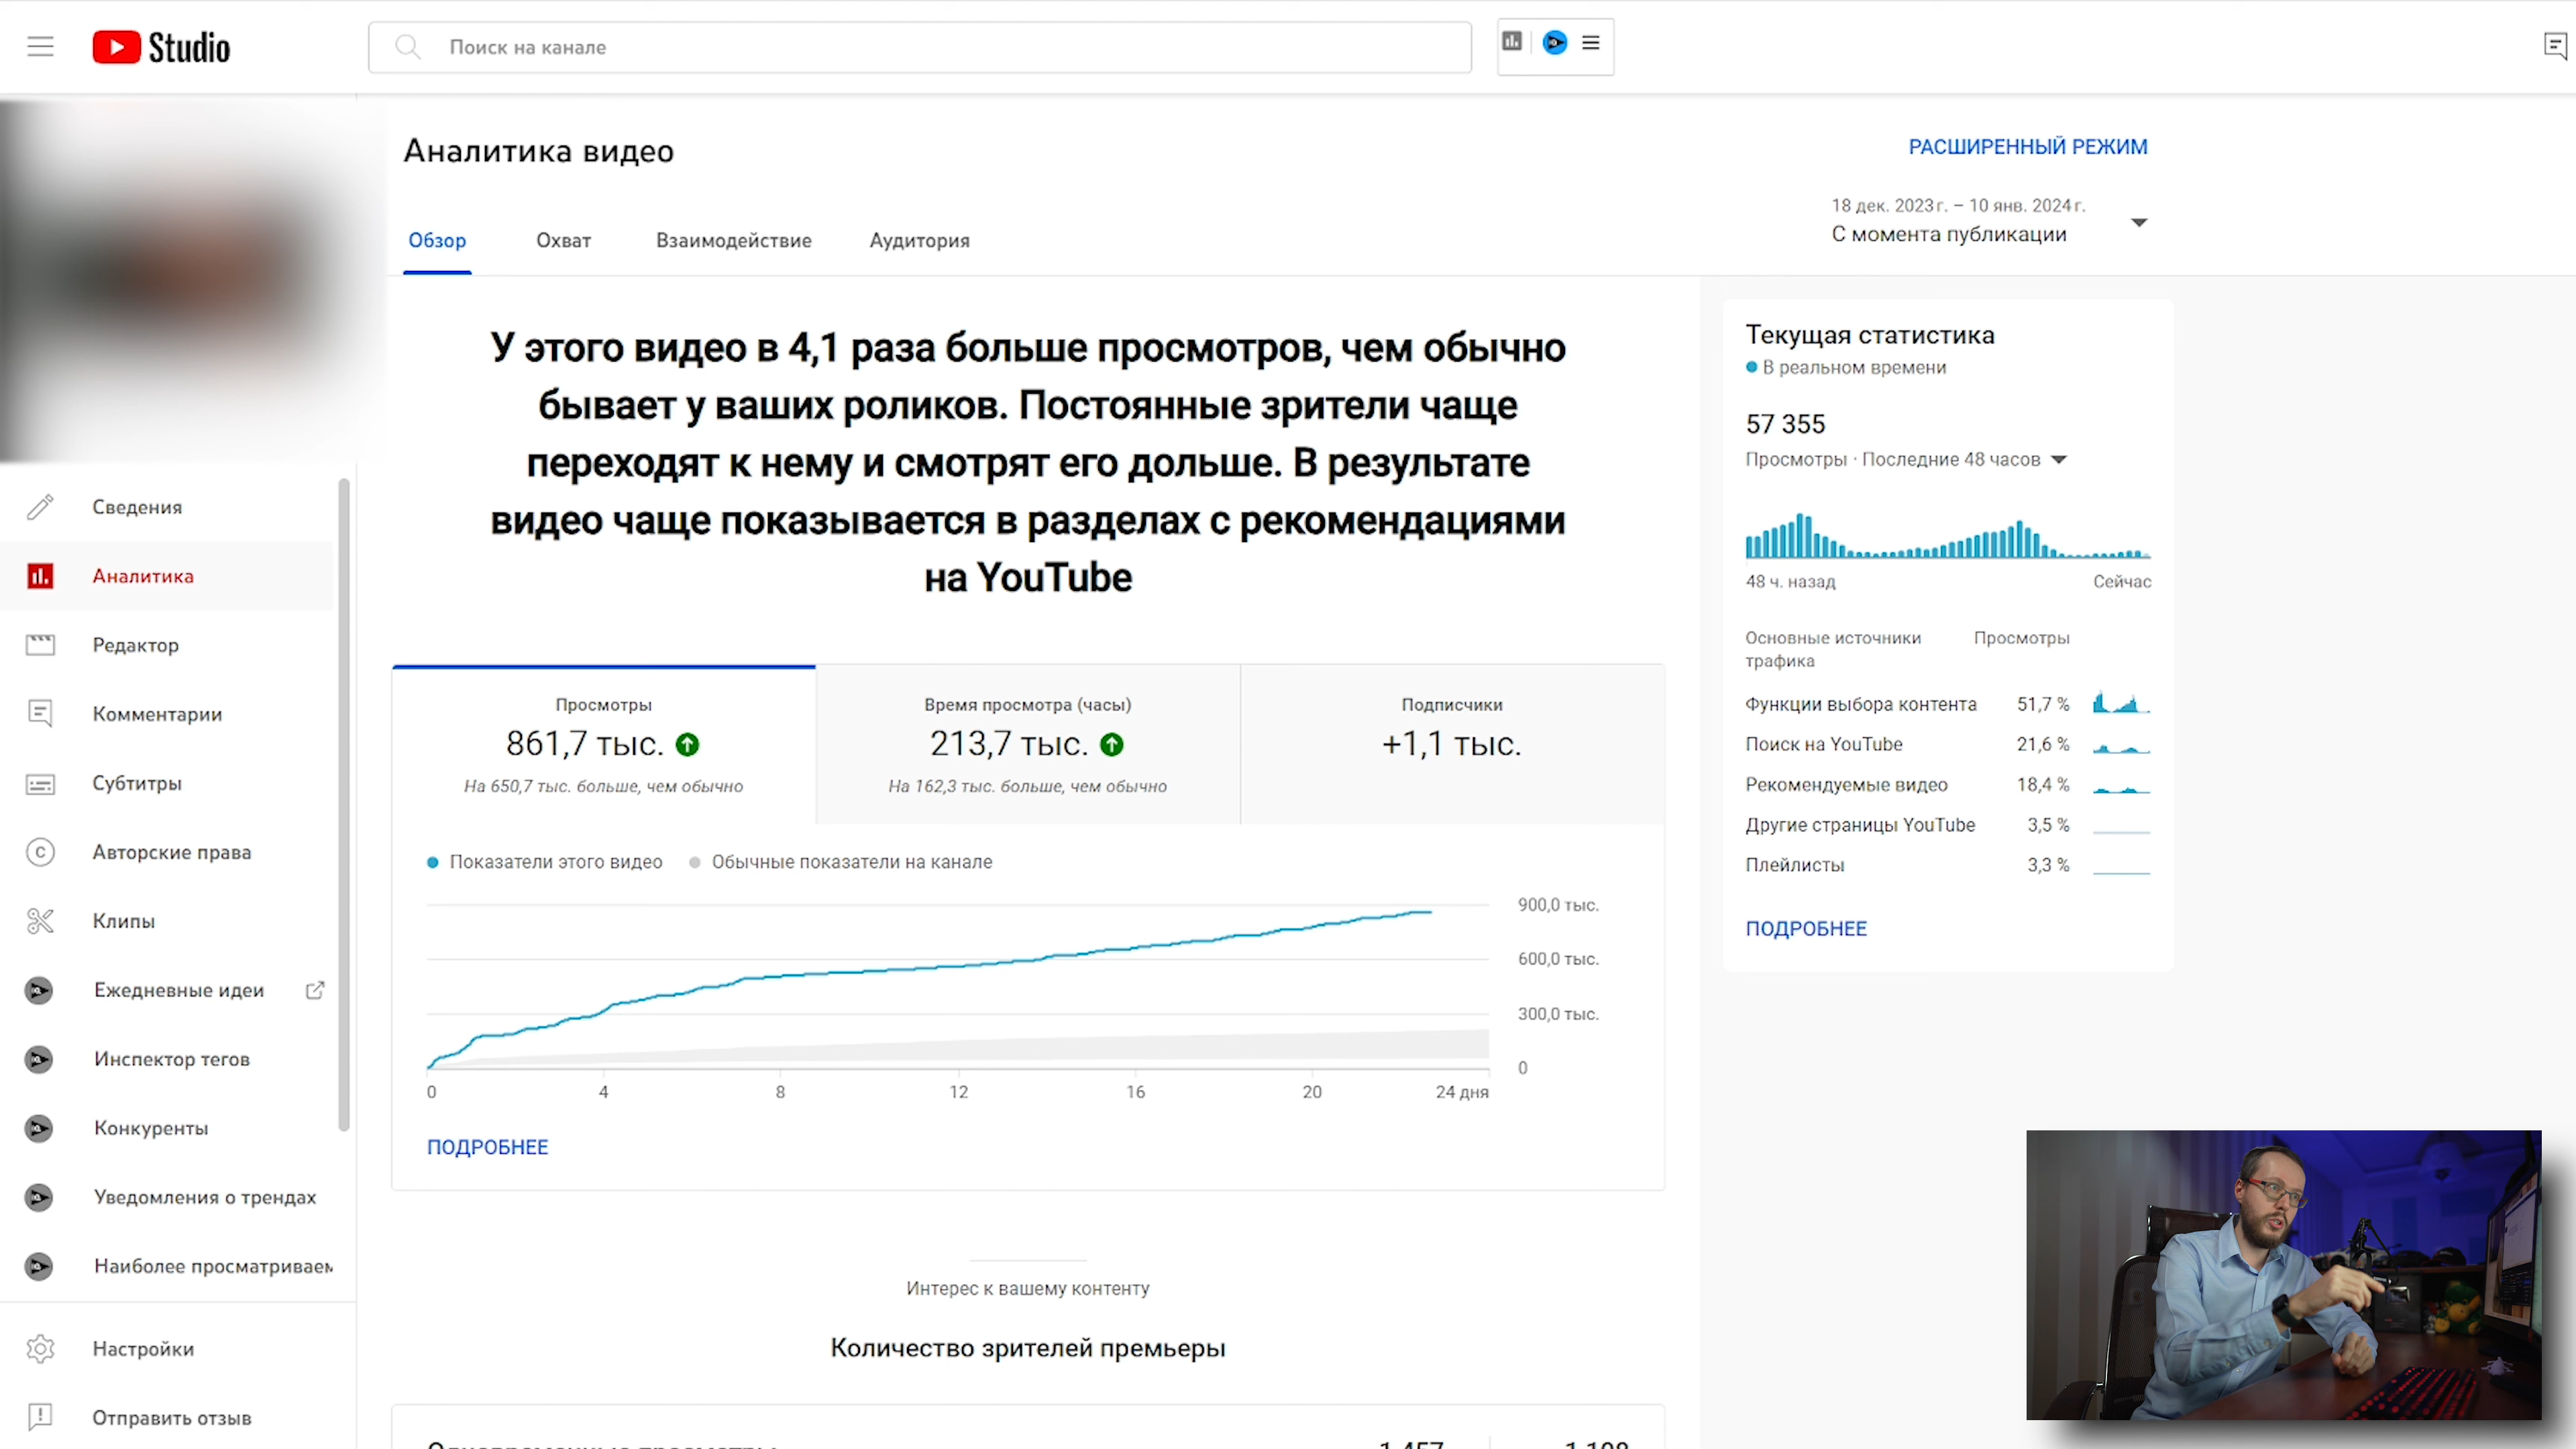 Studio
Поиск на канале
Аналитика видео
РАСШИРЕННЫЙ РЕЖИМ
18 дек. 2023 г. – 10 янв. 2024 г.
С момента публикации
Обзор
Охват
Взаимодействие
Аудитория
У этого видео в 4,1 раза больше просмотров, чем обычно
бывает у ваших роликов. Постоянные зрители чаще
переходят к нему и смотрят его дольше. В результате
видео чаще показывается в разделах с рекомендациями
на YouTube
Сведения
Аналитика
Редактор
Комментарии
Субтитры
Авторские права
Клипы
Ежедневные идеи
Инспектор тегов
Конкуренты
Уведомления о трендах
Наиболее просматриваем
Настройки
Отправить отзыв
Просмотры
861,7 тыс.
На 650,7 тыс. больше, чем обычно
Время просмотра (часы)
213,7 тыс.
На 162,3 тыс. больше, чем обычно
Подписчики
+1,1 тыс.
Показатели этого видео
Обычные показатели на канале
900,0 тыс.
600,0 тыс.
300,0 тыс.
0
0 4 8 12 16 20 24 дня
ПОДРОБНЕЕ
Интерес к вашему контенту
Количество зрителей премьеры
Текущая статистика
В реальном времени
57 355
Просмотры · Последние 48 часов
48 ч. назад
Сейчас
Основные источники трафика
Просмотры
Функции выбора контента 51,7 %
Поиск на YouTube 21,6 %
Рекомендуемые видео 18,4 %
Другие страницы YouTube 3,5 %
Плейлисты 3,3 %
ПОДРОБНЕЕ